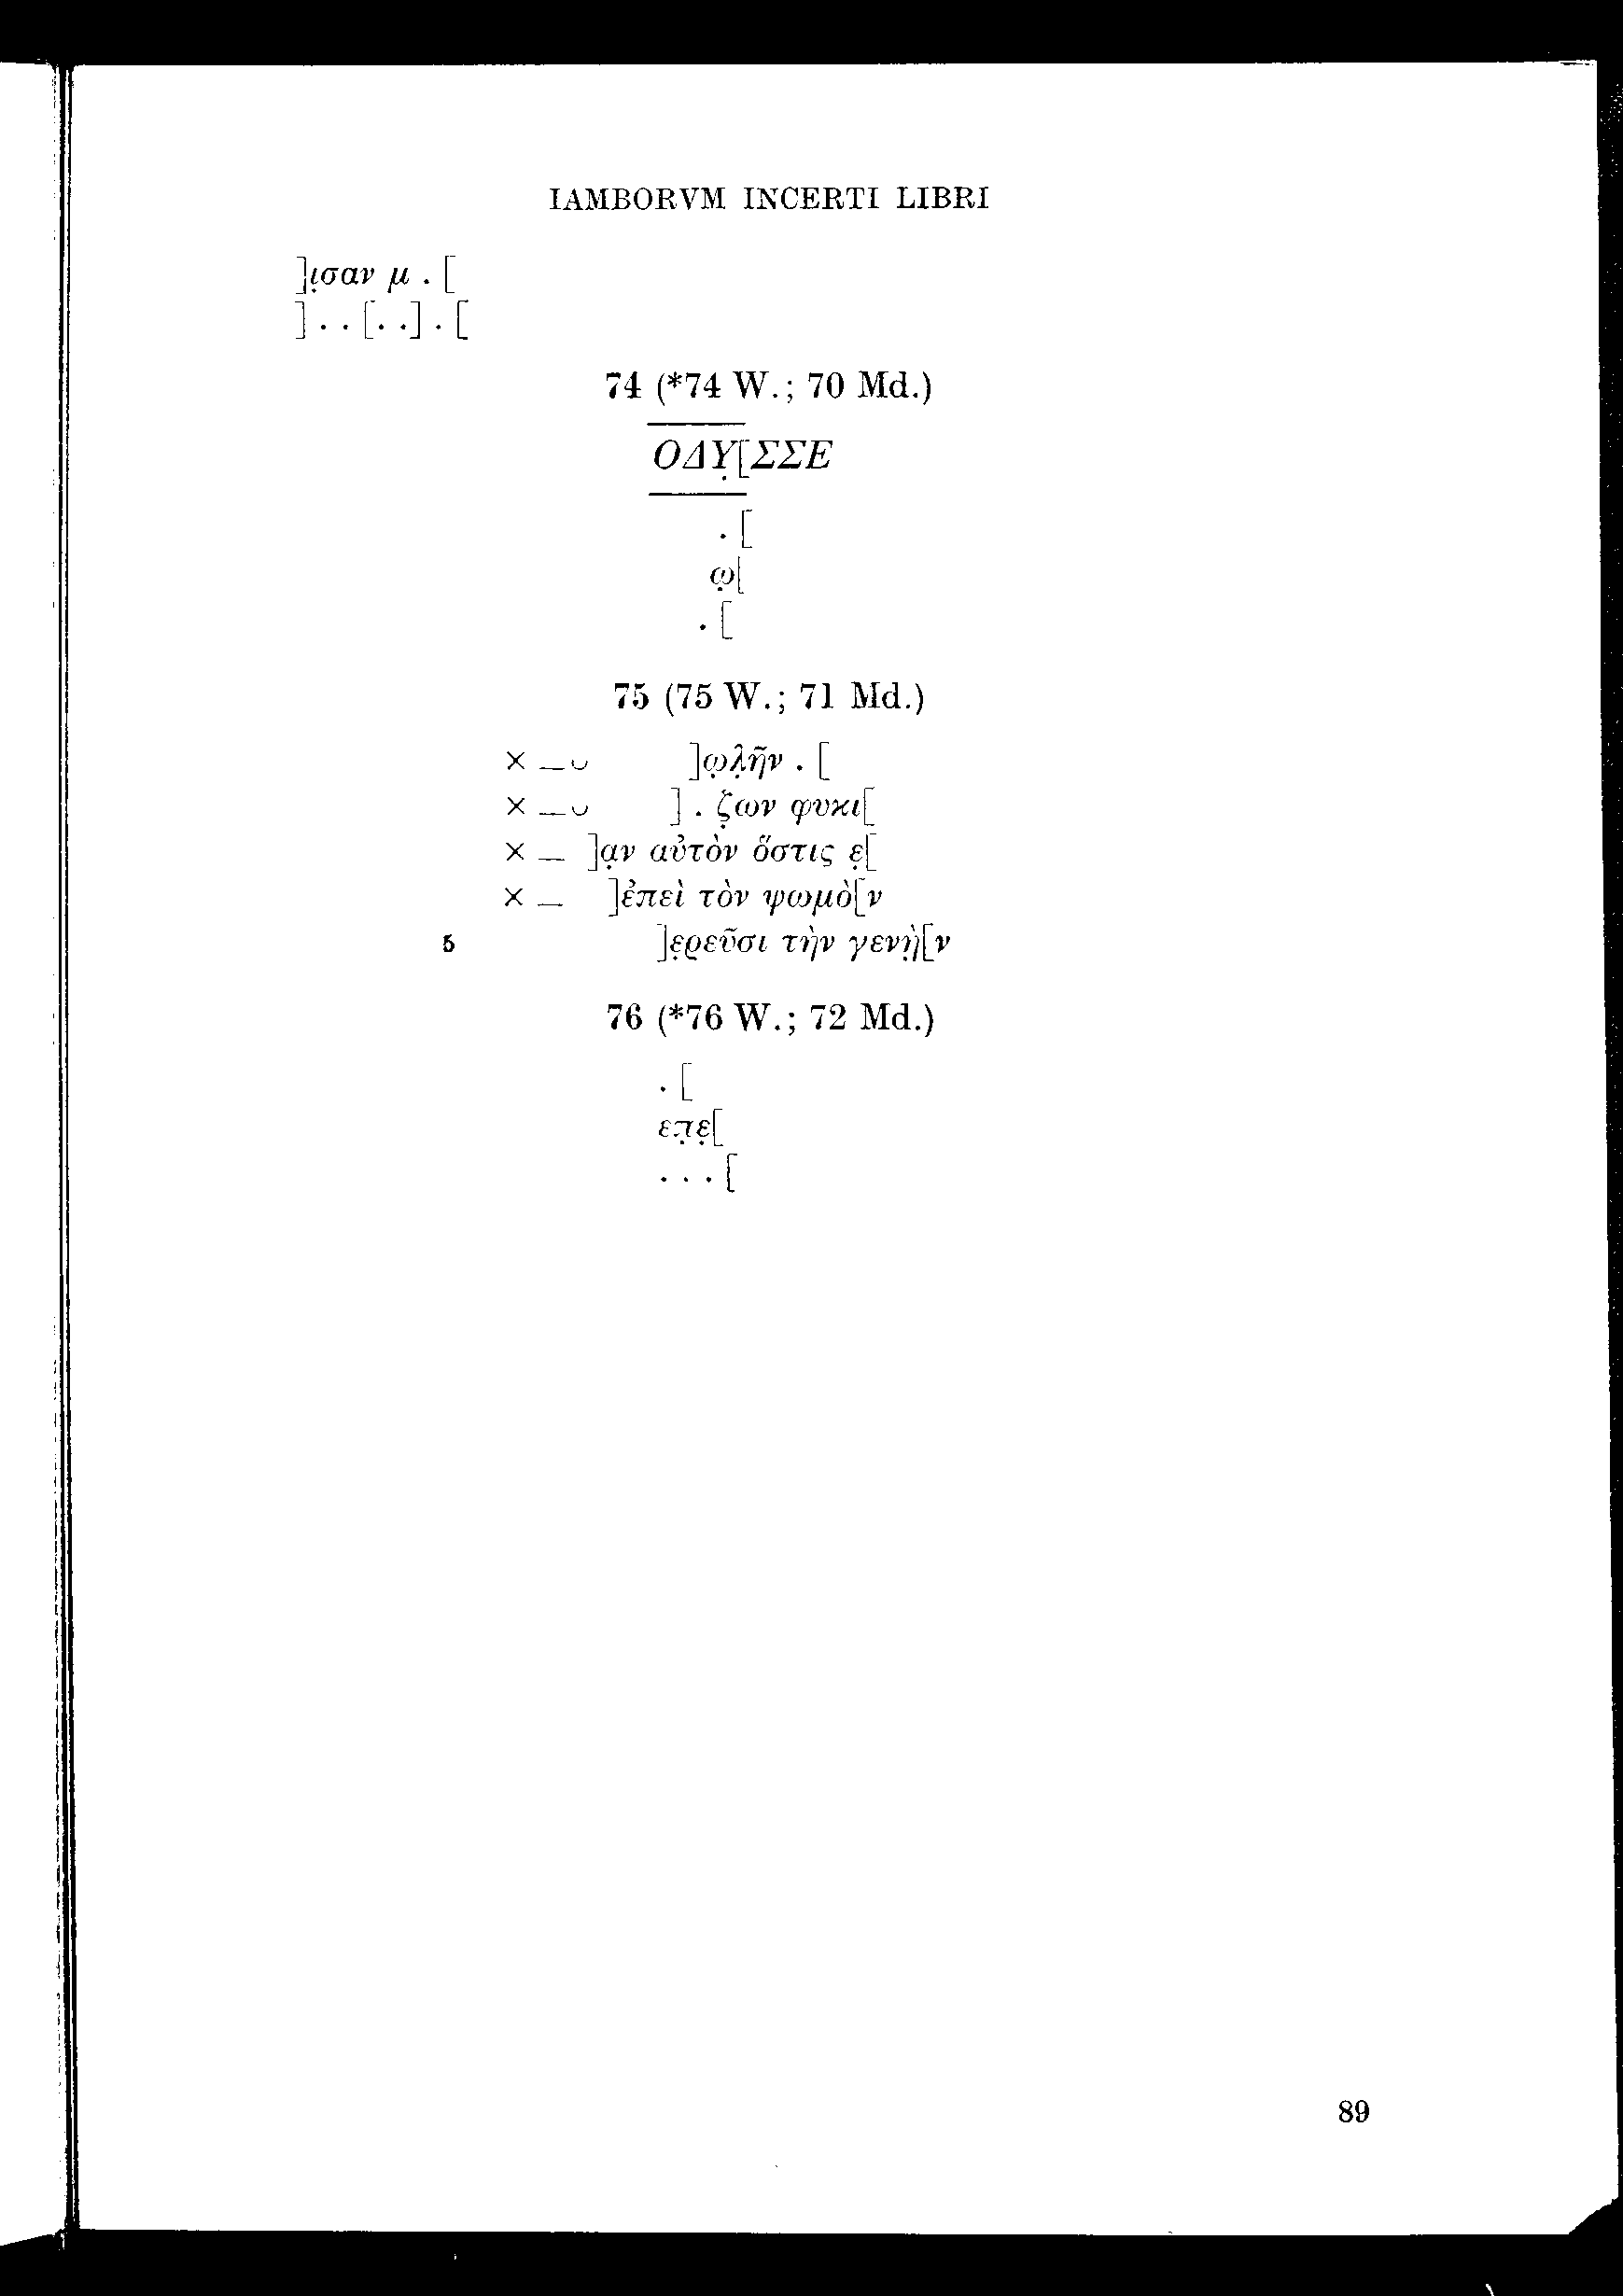 IAMBORVM INCERTI LIBRI
]ι̣σαν μ . [
] . . [. .] . [
74 (*74 W.; 70 Md.)
ΟΔΥ̣[ΣΣΕ
. [
ω̣[
. [
75 (75 W.; 71 Md.)
× — ∪ ]ω̣λ̣ῆν . [
× — ∪ ] . ζ̣ων φυκι[
× — ]α̣ν αὐτὸν ὅστις ε̣[
× — ]ἐπεὶ τὸν ψωμὸ[ν
5 ]ε̣ρ̣εῦσι τὴν γενὴ̣[ν
76 (*76 W.; 72 Md.)
. [
επ̣ε̣[
. . . [
89